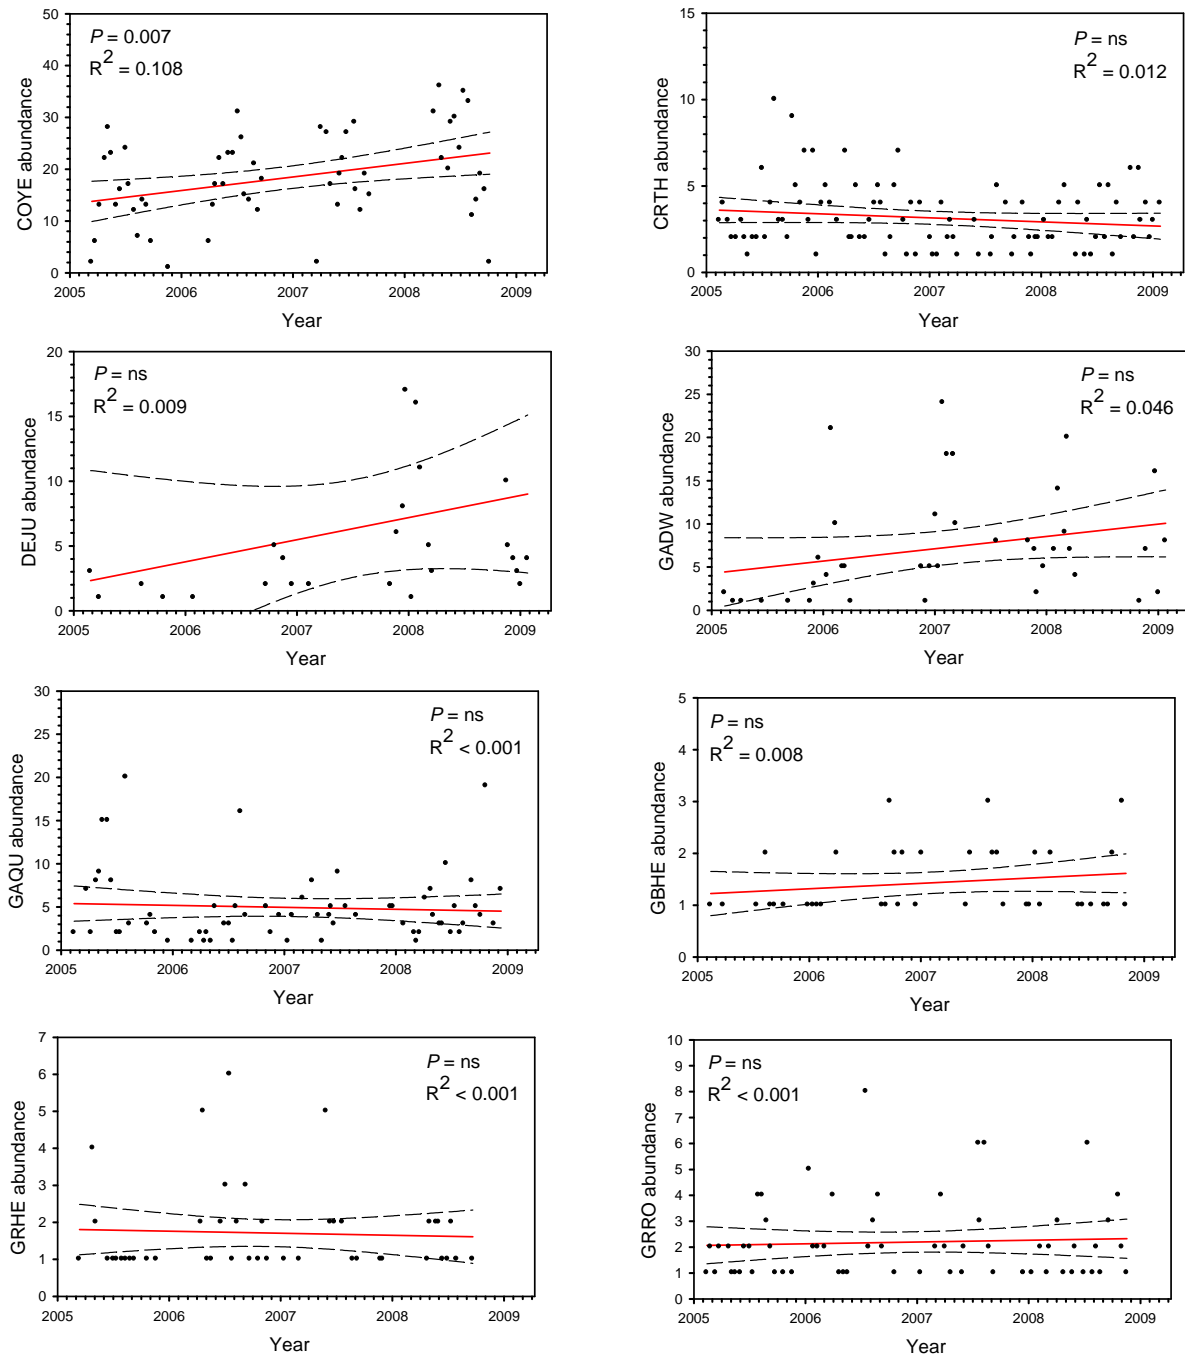 P = 0.007
R2 = 0.108
COYE abundance
50
40
30
20
10
0
2005 2006 2007 2008 2009
Year
P = ns
R2 = 0.012
CRTH abundance
15
10
5
0
2005 2006 2007 2008 2009
Year
P = ns
R2 = 0.009
DEJU abundance
20
15
10
5
0
2005 2006 2007 2008 2009
Year
P = ns
R2 = 0.046
GADW abundance
30
25
20
15
10
5
0
2005 2006 2007 2008 2009
Year
P = ns
R2 < 0.001
GAQU abundance
30
25
20
15
10
5
0
2005 2006 2007 2008 2009
Year
P = ns
R2 = 0.008
GBHE abundance
5
4
3
2
1
0
2005 2006 2007 2008 2009
Year
P = ns
R2 < 0.001
GRHE abundance
7
6
5
4
3
2
1
0
2005 2006 2007 2008 2009
Year
P = ns
R2 < 0.001
GRRO abundance
10
9
8
7
6
5
4
3
2
1
0
2005 2006 2007 2008 2009
Year